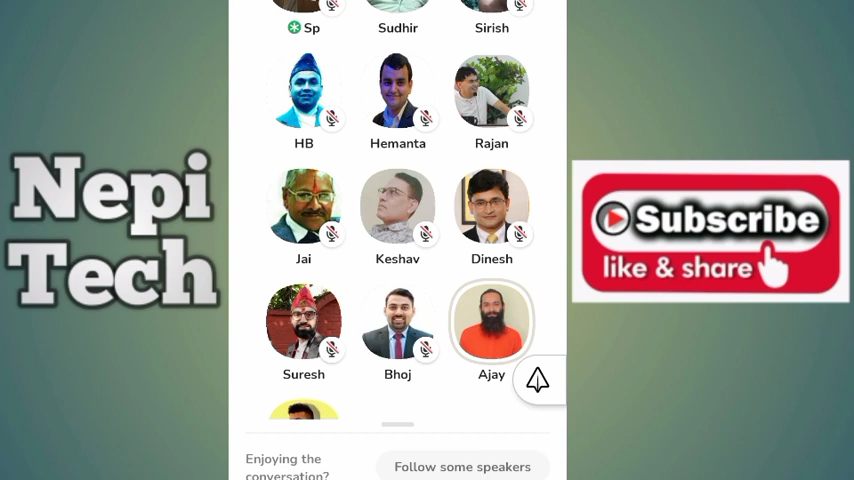 Sp Sudhir Sirish
HB Hemanta Rajan
Nepi
Tech
Subscribe
like & share
Jai Keshav Dinesh
Suresh Bhoj Ajay
Enjoying the
conversation?
Follow some speakers